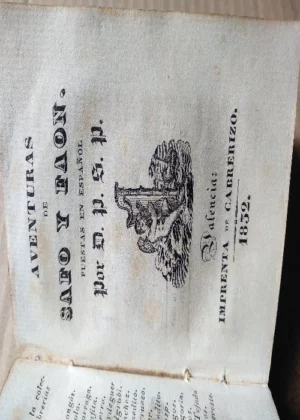 AVENTURAS
DE
SAFO Y FAON.
PUESTAS EN ESPAÑOL
Por D. P. S. P.
Valencia:
IMPRENTA DE CABRERIZO.
1832.